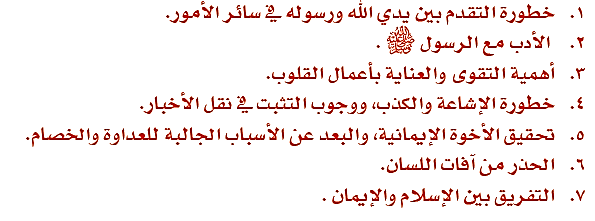 ١. خطورة التقدم بين يدي الله ورسوله في سائر الأمور.
٢. الأدب مع الرسول ﷺ .
٣. أهمية التقوى والعناية بأعمال القلوب.
٤. خطورة الإشاعة والكذب، ووجوب التثبت في نقل الأخبار.
٥. تحقيق الأخوة الإيمانية، والبعد عن الأسباب الجالبة للعداوة والخصام.
٦. الحذر من آفات اللسان.
٧. التفريق بين الإسلام والإيمان .